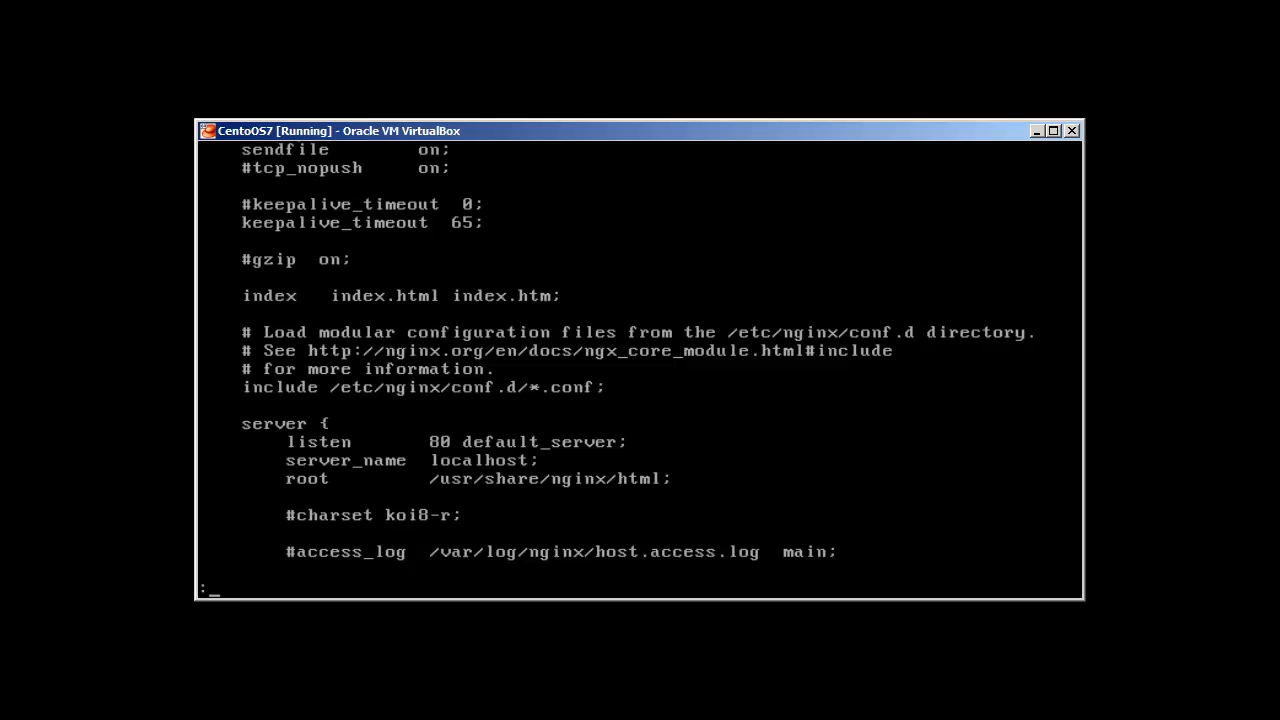 CentoOS7 [Running] - Oracle VM VirtualBox
sendfile        on;
#tcp_nopush     on;
#keepalive_timeout  0;
keepalive_timeout  65;
#gzip  on;
index   index.html index.htm;
# Load modular configuration files from the /etc/nginx/conf.d directory.
# See http://nginx.org/en/docs/ngx_core_module.html#include
# for more information.
include /etc/nginx/conf.d/*.conf;
server {
listen       80 default_server;
server_name  localhost;
root         /usr/share/nginx/html;
#charset koi8-r;
#access_log  /var/log/nginx/host.access.log  main;
:_